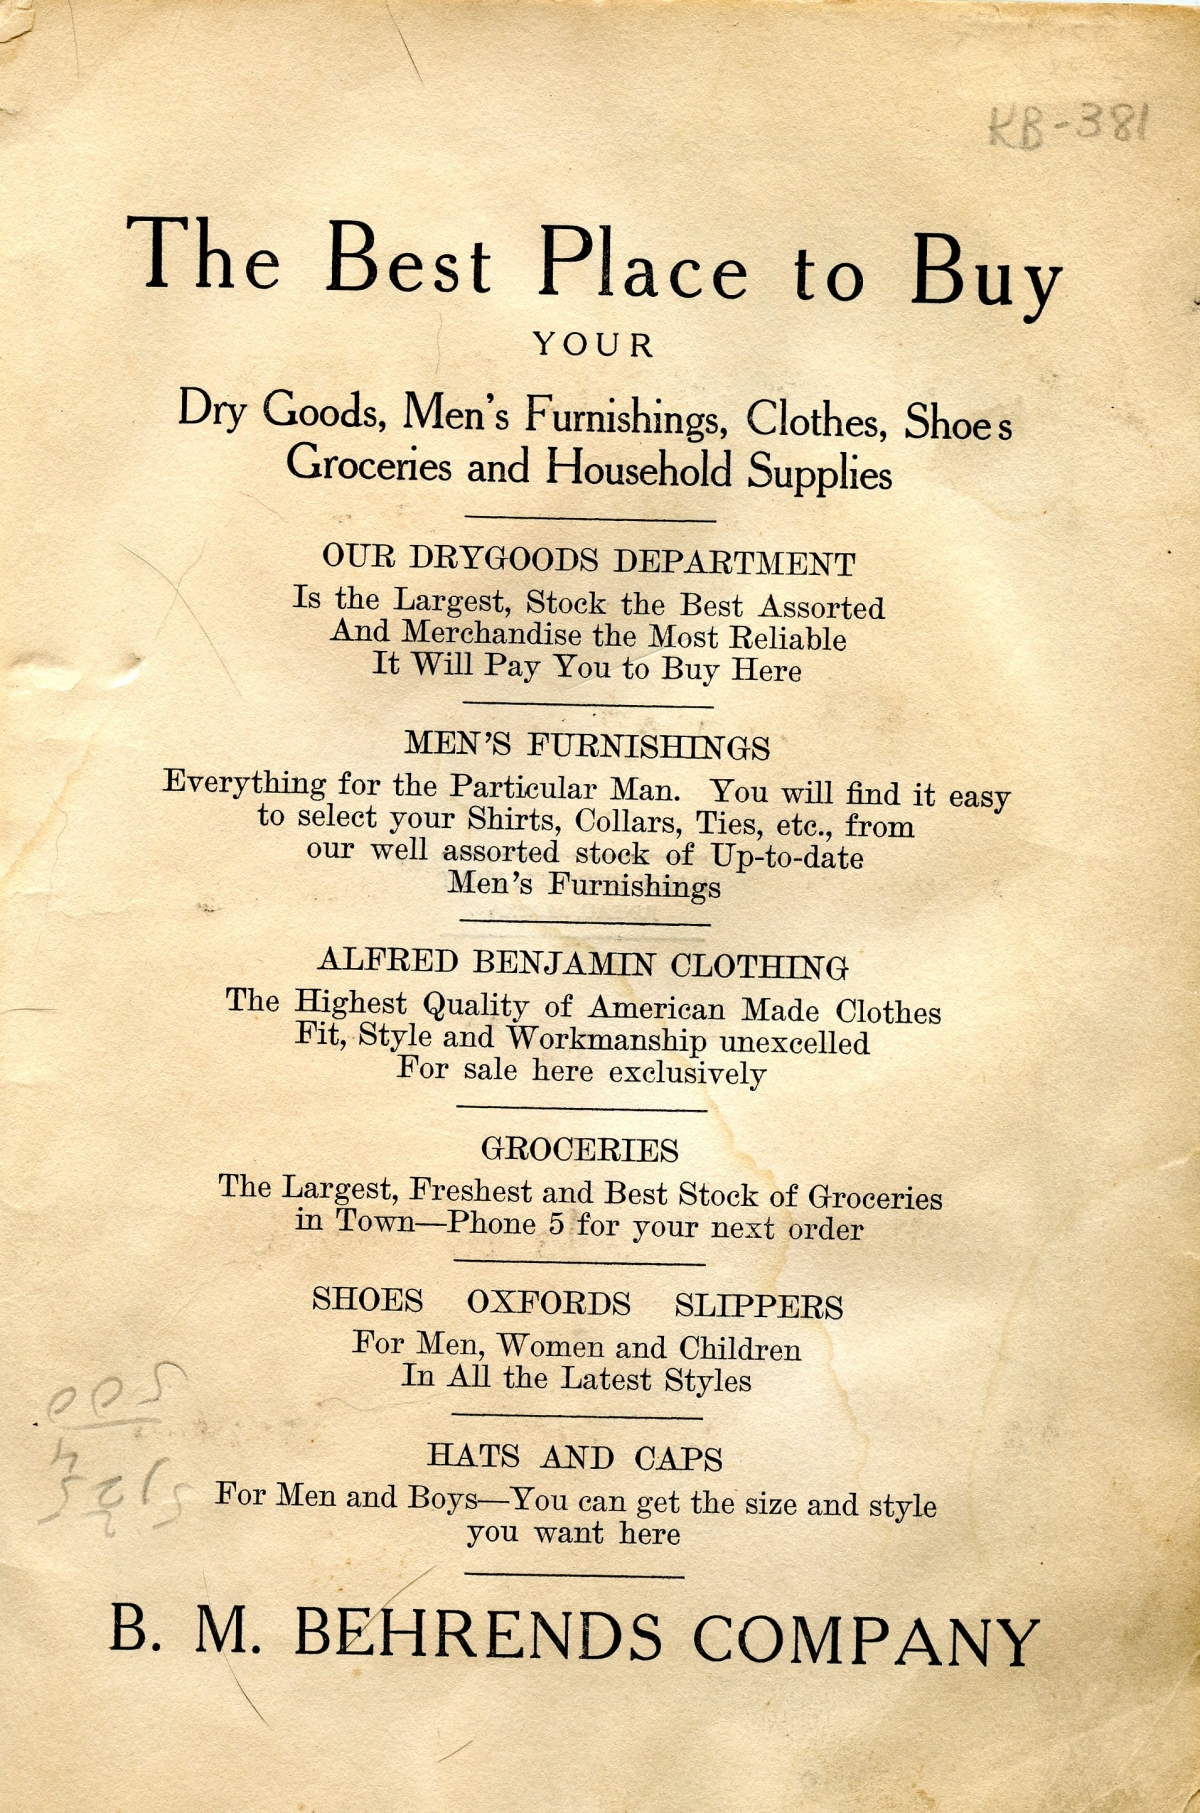 KB-381
The Best Place to Buy
YOUR
Dry Goods, Men's Furnishings, Clothes, Shoes
Groceries and Household Supplies
OUR DRYGOODS DEPARTMENT
Is the Largest, Stock the Best Assorted
And Merchandise the Most Reliable
It Will Pay You to Buy Here
MEN'S FURNISHINGS
Everything for the Particular Man. You will find it easy
to select your Shirts, Collars, Ties, etc., from
our well assorted stock of Up-to-date
Men's Furnishings
ALFRED BENJAMIN CLOTHING
The Highest Quality of American Made Clothes
Fit, Style and Workmanship unexcelled
For sale here exclusively
GROCERIES
The Largest, Freshest and Best Stock of Groceries
in Town—Phone 5 for your next order
SHOES OXFORDS SLIPPERS
For Men, Women and Children
In All the Latest Styles
HATS AND CAPS
For Men and Boys—You can get the size and style
you want here
B. M. BEHRENDS COMPANY